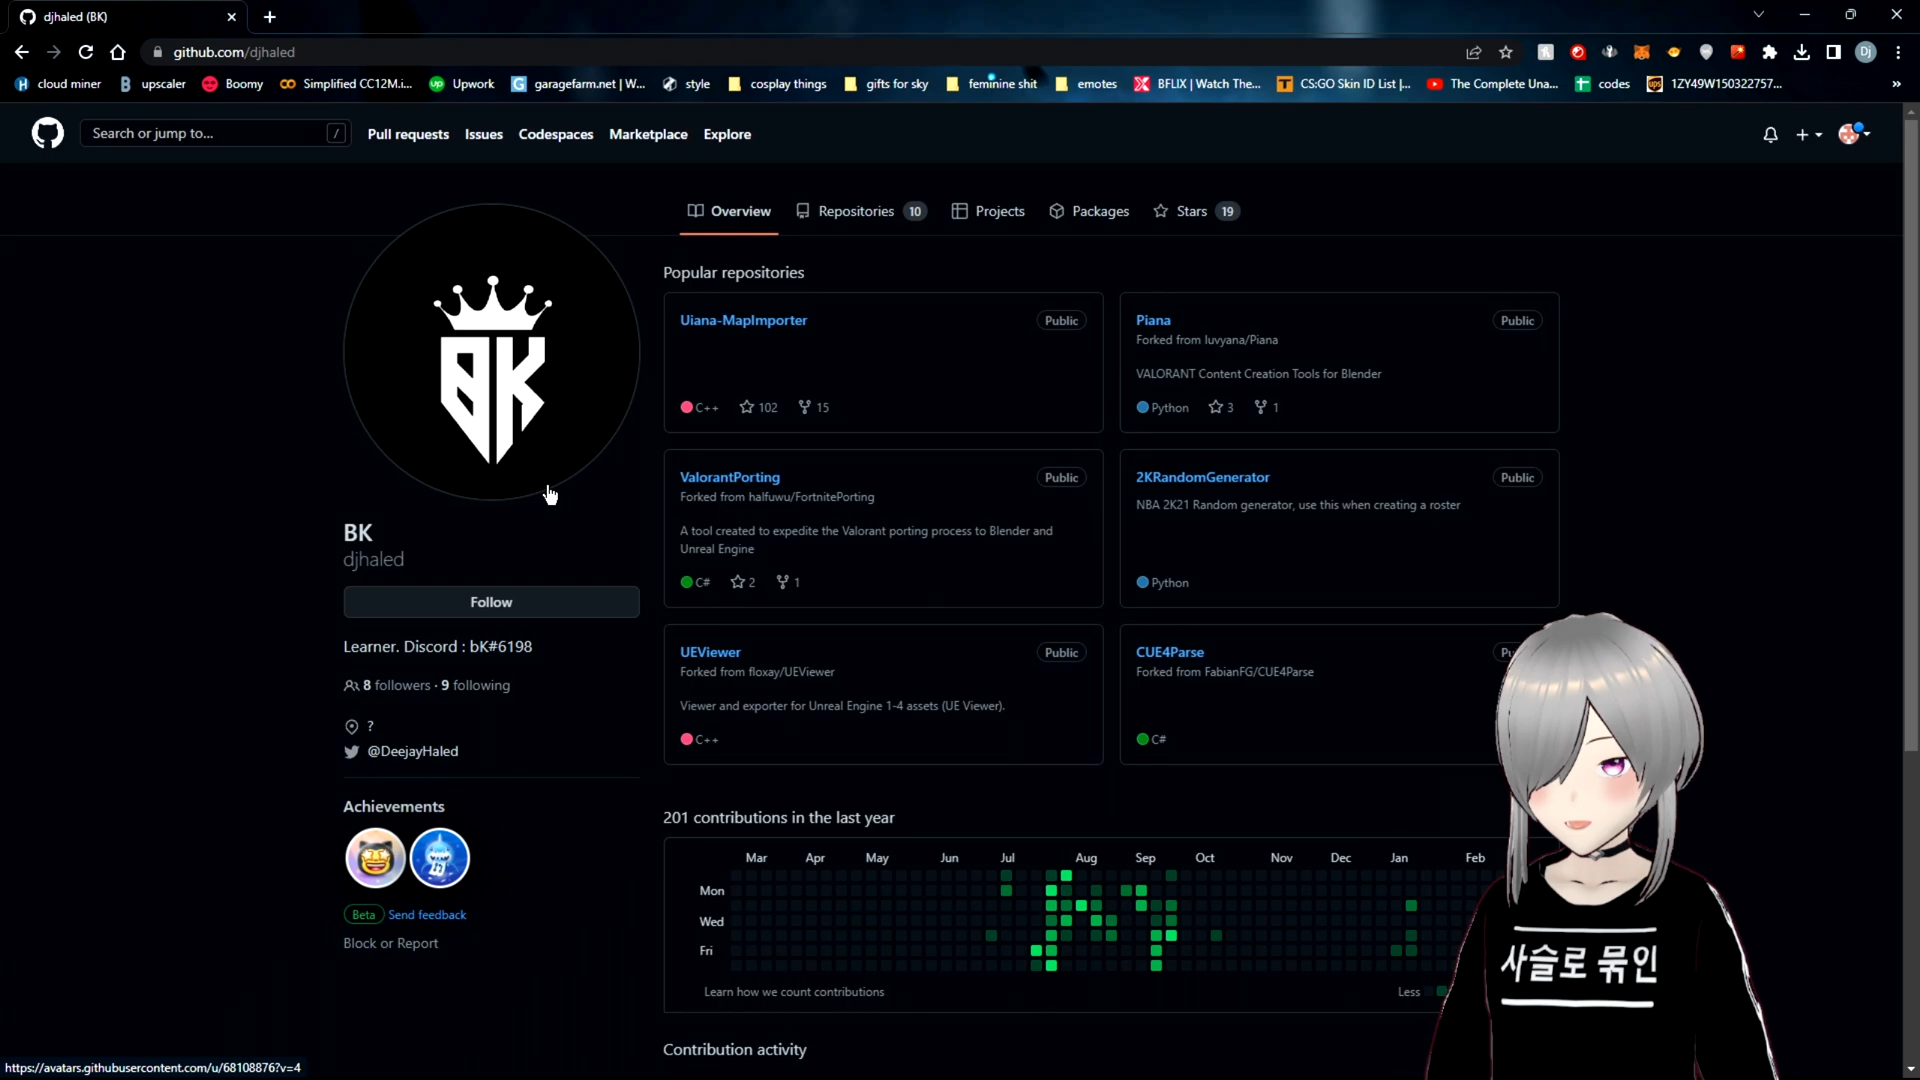 djhaled (BK)
github.com/djhaled
Dj
cloud miner
upscaler
Boomy
Simplified CC12M.i...
Upwork
garagefarm.net | W...
style
cosplay things
gifts for sky
feminine shit
emotes
BFLIX | Watch The...
CS:GO Skin ID List |...
The Complete Una...
codes
1ZY49W150322757...
Search or jump to...
/
Pull requests
Issues
Codespaces
Marketplace
Explore
Overview
Repositories 10
Projects
Packages
Stars 19
BK
BK
djhaled
Follow
Learner. Discord : bK#6198
8 followers · 9 following
?
@DeejayHaled
Achievements
Beta Send feedback
Block or Report
Popular repositories
Uiana-MapImporter Public
C++ 102 15
Piana Public
Forked from luvyana/Piana
VALORANT Content Creation Tools for Blender
Python 3 1
ValorantPorting Public
Forked from halfuwu/FortnitePorting
A tool created to expedite the Valorant porting process to Blender and
Unreal Engine
C# 2 1
2KRandomGenerator Public
NBA 2K21 Random generator, use this when creating a roster
Python
UEViewer Public
Forked from floxay/UEViewer
Viewer and exporter for Unreal Engine 1-4 assets (UE Viewer).
C++
CUE4Parse
Forked from FabianFG/CUE4Parse
C#
201 contributions in the last year
Mar Apr May Jun Jul Aug Sep Oct Nov Dec Jan Feb
Mon
Wed
Fri
Learn how we count contributions
Less
Contribution activity
사슬로 묶인
https://avatars.githubusercontent.com/u/68108876?v=4